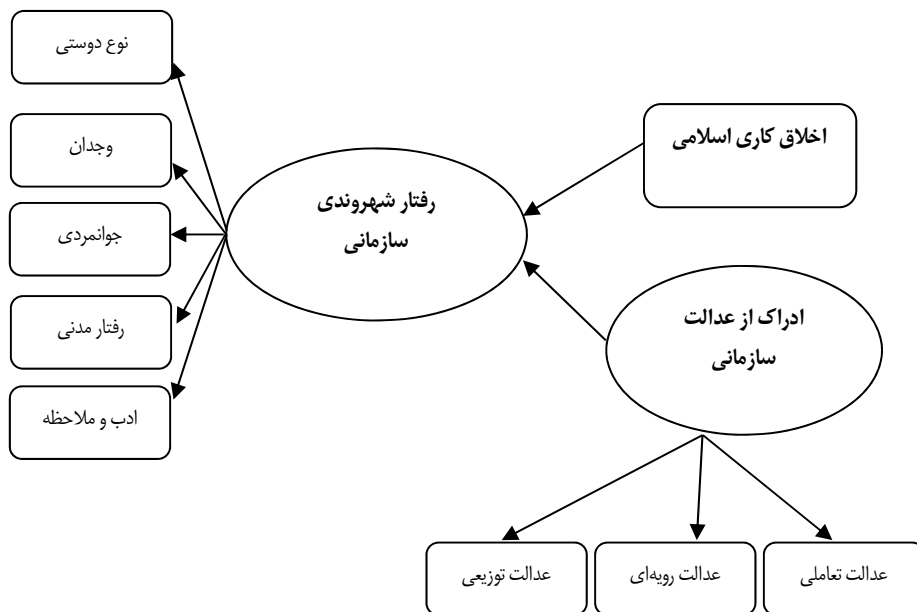 نوع دوستی
وجدان
جوانمردی
رفتار مدنی
ادب و ملاحظه
رفتار شهروندی
سازمانی
اخلاق کاری اسلامی
ادراک از عدالت
سازمانی
عدالت تعاملی
عدالت رویه‌ای
عدالت توزیعی